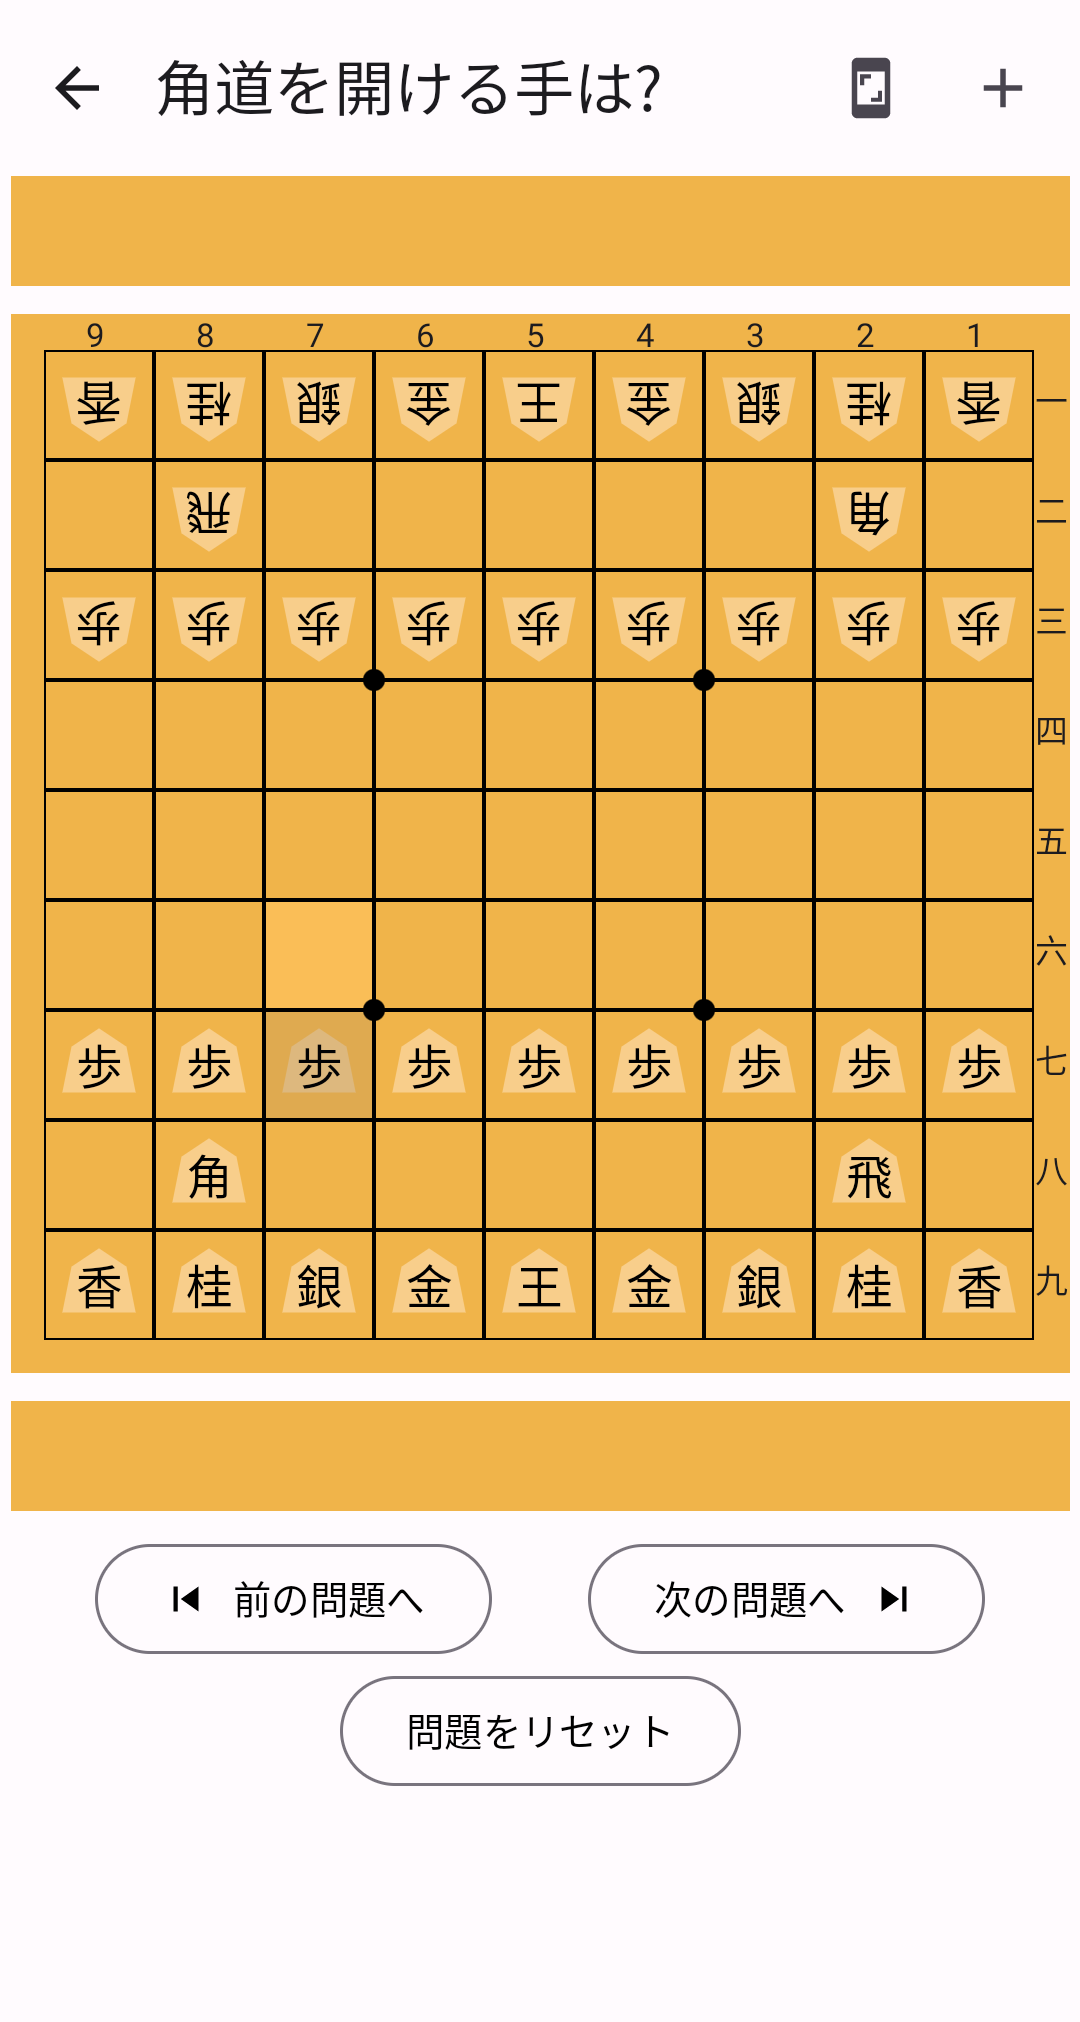 角道を開ける手は?
9 8 7 6 5 4 3 2 1
香 桂 銀 金 王 金 銀 桂 香 一
飛 角 二
歩 歩 歩 歩 歩 歩 歩 歩 歩 三
四
五
六
歩 歩 歩 歩 歩 歩 歩 歩 歩 七
角 飛 八
香 桂 銀 金 王 金 銀 桂 香 九
前の問題へ 次の問題へ
問題をリセット